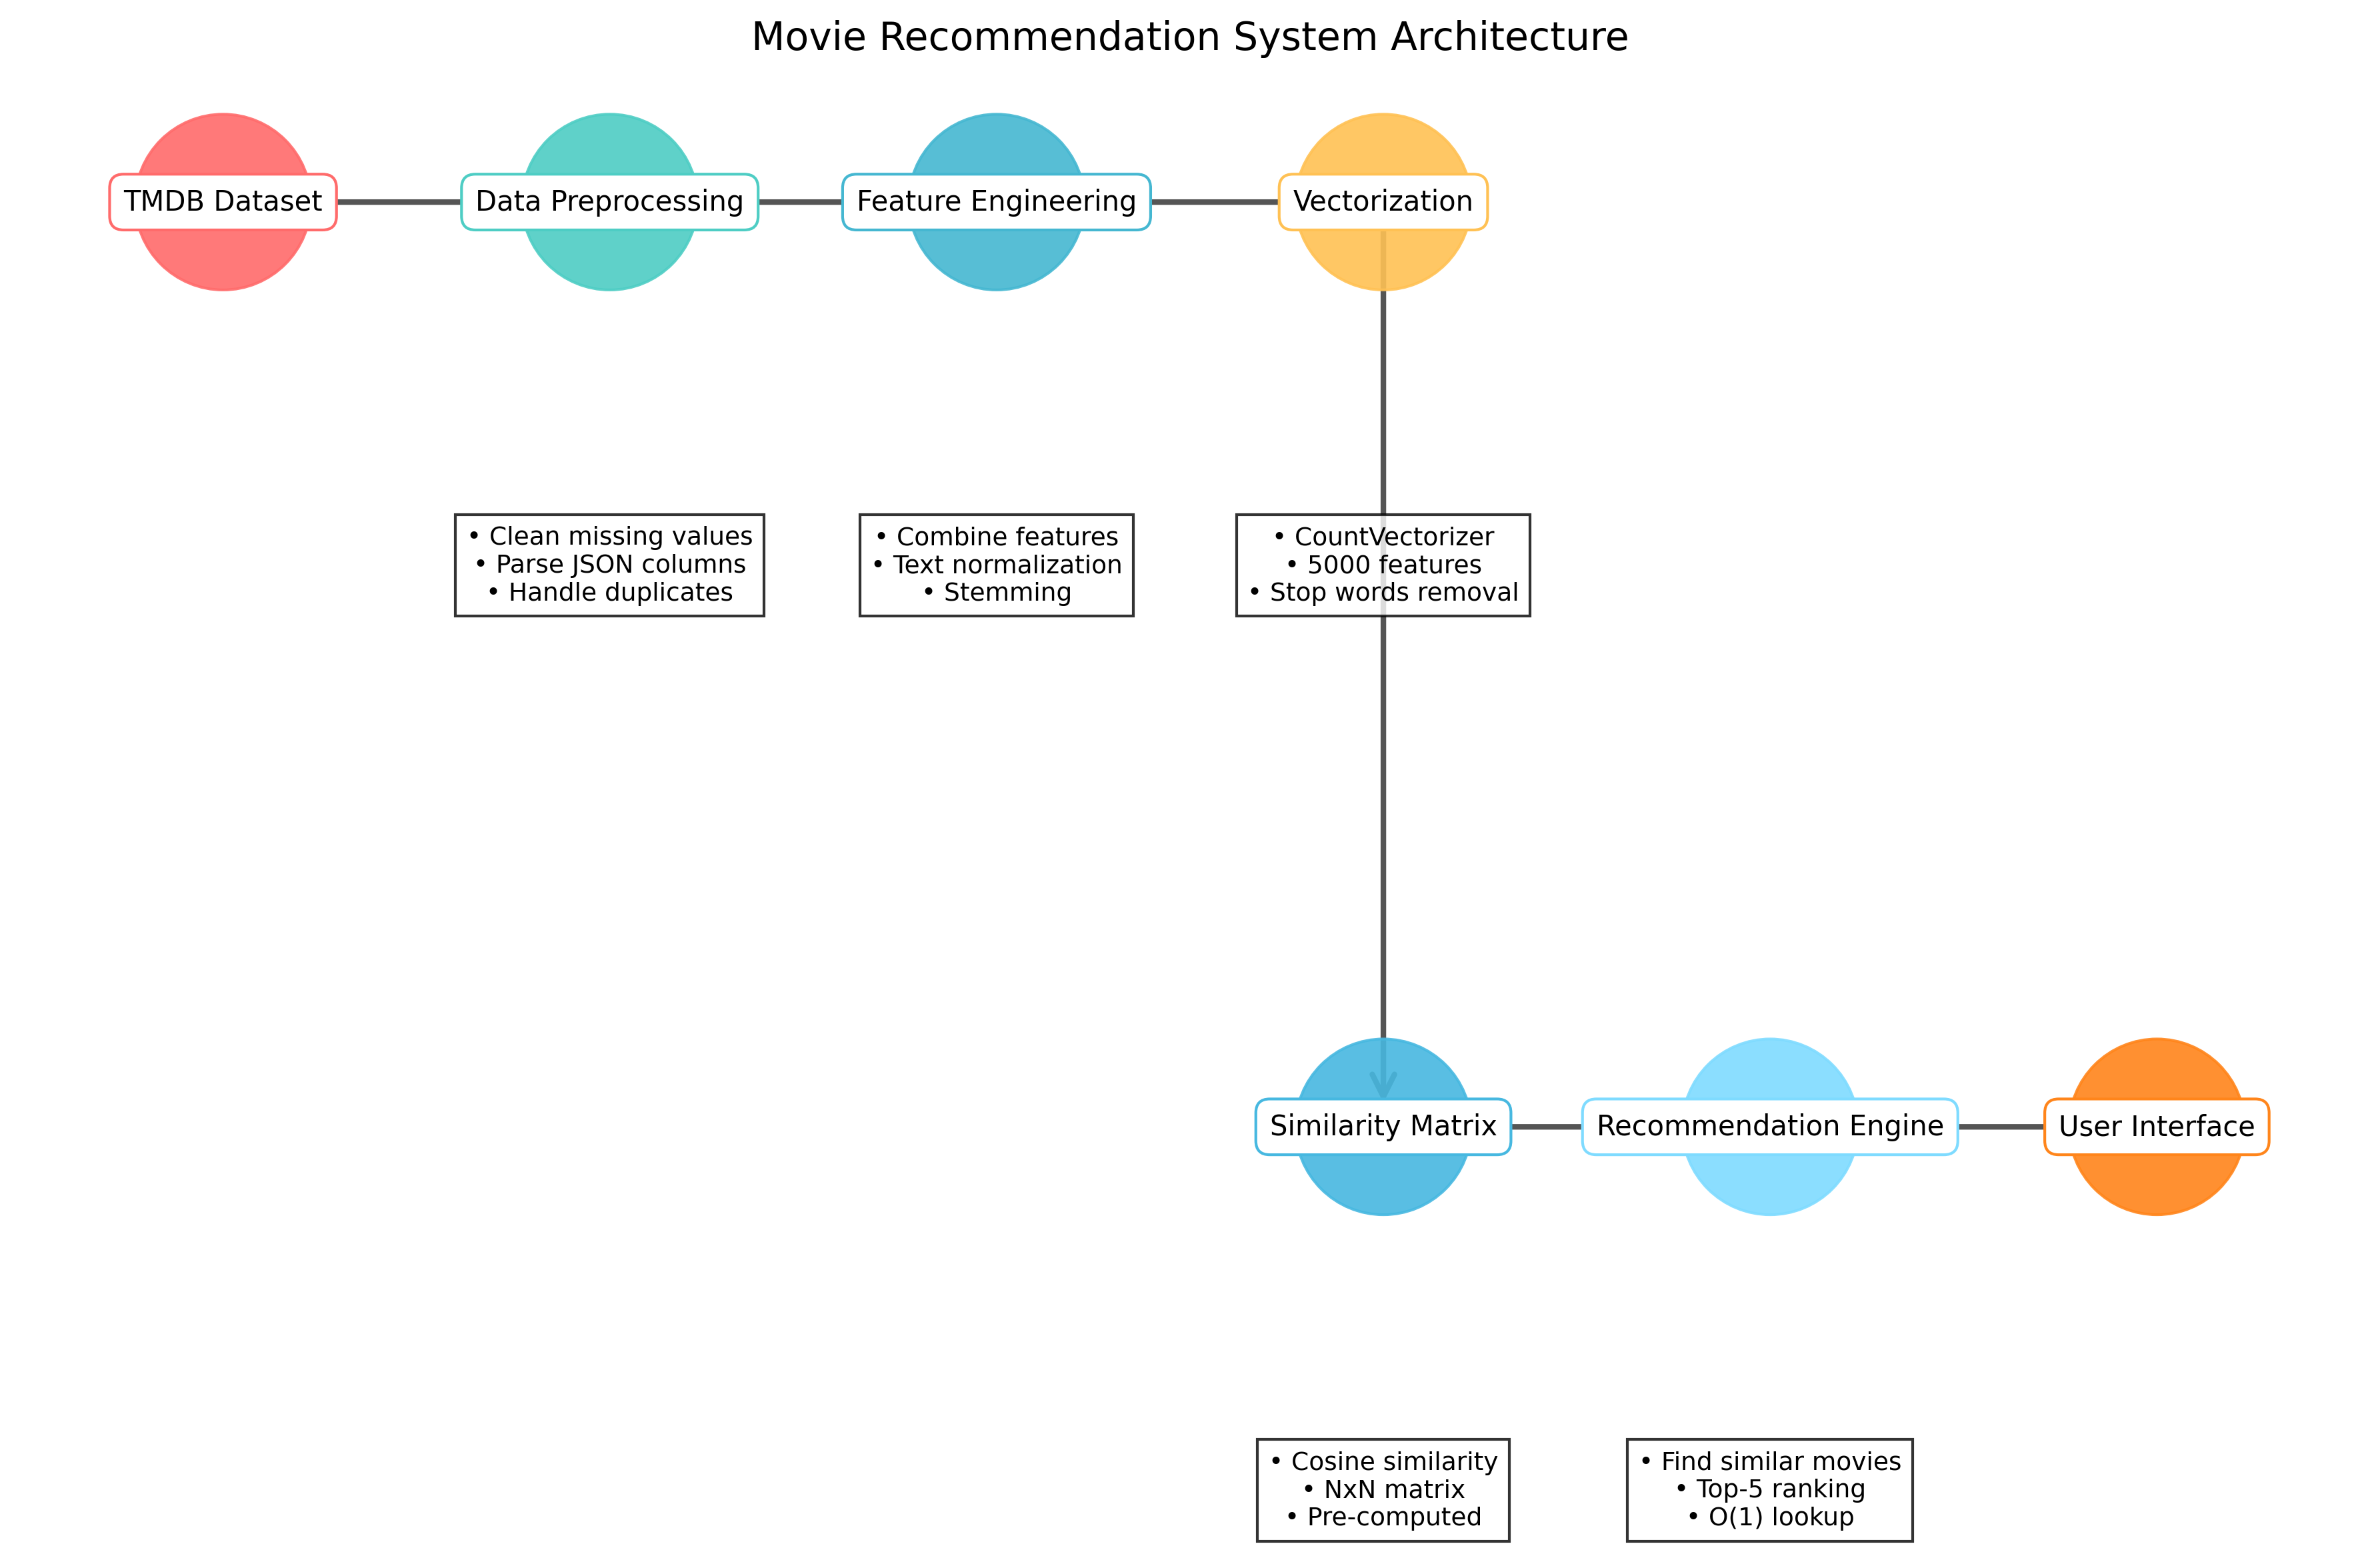 Movie Recommendation System Architecture
TMDB Dataset
Data Preprocessing
Feature Engineering
Vectorization
• Clean missing values
• Parse JSON columns
• Handle duplicates
• Combine features
• Text normalization
• Stemming
• CountVectorizer
• 5000 features
• Stop words removal
Similarity Matrix
Recommendation Engine
User Interface
• Cosine similarity
• NxN matrix
• Pre-computed
• Find similar movies
• Top-5 ranking
• O(1) lookup